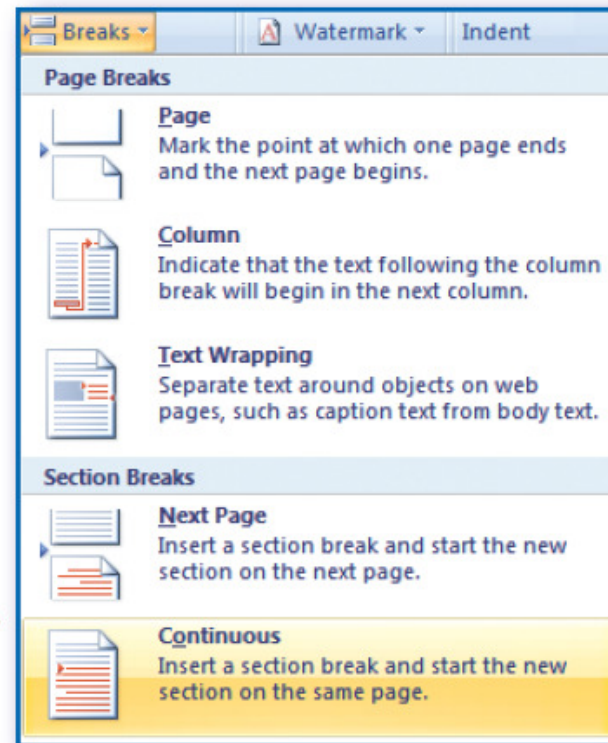 Breaks Watermark Indent
Page Breaks
Page
Mark the point at which one page ends
and the next page begins.
Column
Indicate that the text following the column
break will begin in the next column.
Text Wrapping
Separate text around objects on web
pages, such as caption text from body text.
Section Breaks
Next Page
Insert a section break and start the new
section on the next page.
Continuous
Insert a section break and start the new
section on the same page.